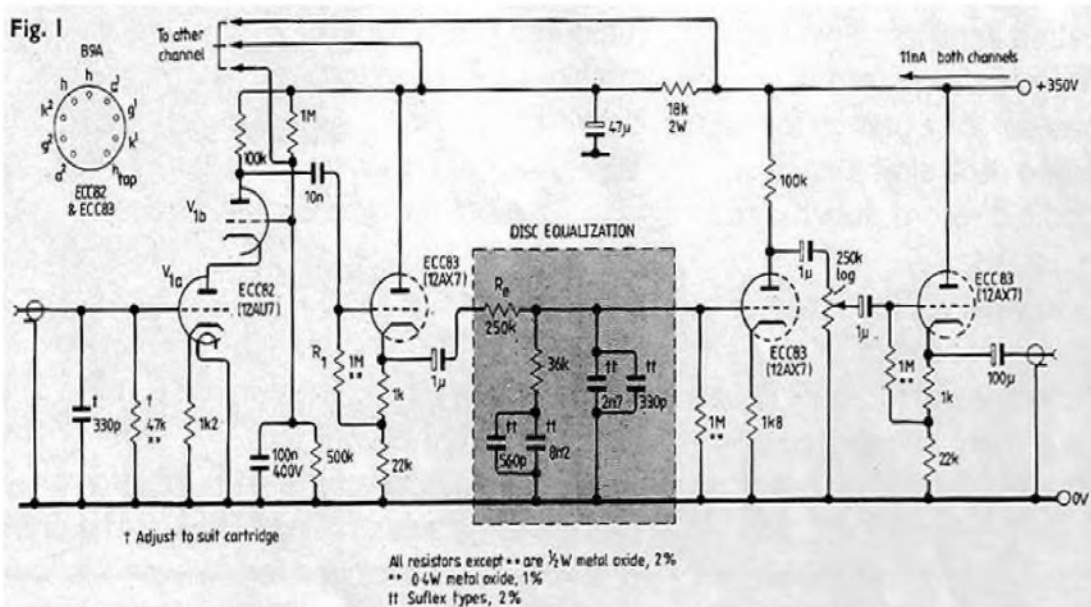 Fig. 1
B9A
h
h
a¹
g¹
k¹
h tap
a²
g²
k²
ECC82
& ECC83
To other
channel
11mA both channels
+350V
1M
100k
10n
47µ
18k
2W
100k
V1b
V1a
ECC82
(12AU7)
ECC83
(12AX7)
DISC EQUALIZATION
Re
250k
36k
††
560p
††
8n2
††
2n7
††
330p
†
330p
†
47k
**
1k2
100n
400V
500k
R1
1M
**
1k
22k
1µ
1M
**
ECC83
(12AX7)
1k8
1µ
250k
log
1µ
1M
**
ECC83
(12AX7)
1k
22k
100µ
0V
† Adjust to suit cartridge
All resistors except ** are ½W metal oxide, 2%
** 0·4W metal oxide, 1%
†† Suflex types, 2%